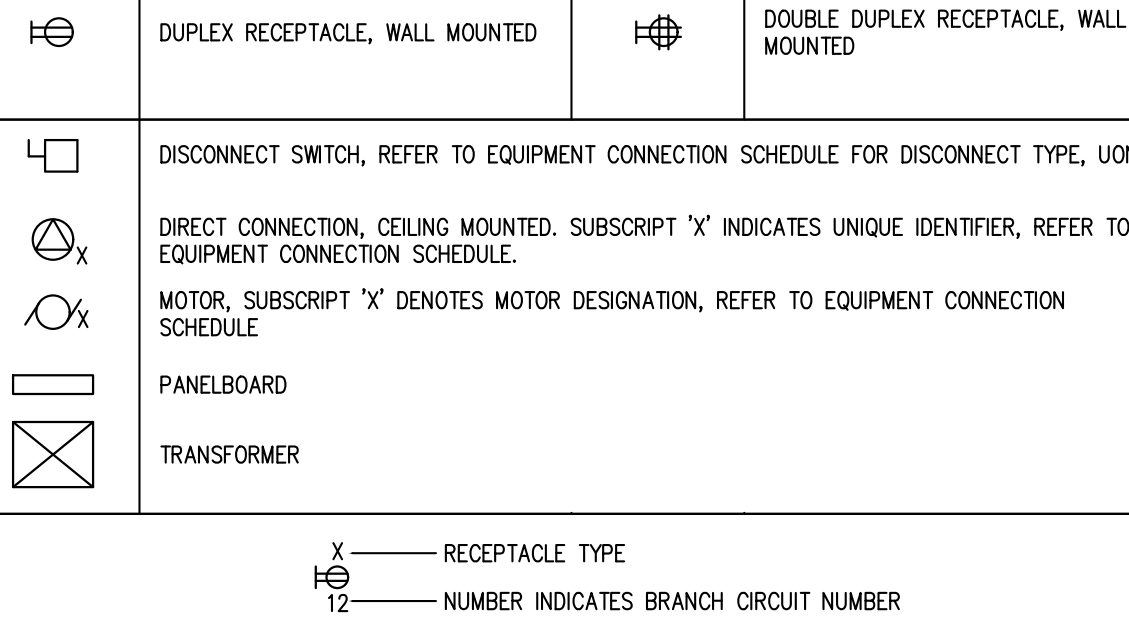 DUPLEX RECEPTACLE, WALL MOUNTED
DOUBLE DUPLEX RECEPTACLE, WALL
MOUNTED
DISCONNECT SWITCH, REFER TO EQUIPMENT CONNECTION SCHEDULE FOR DISCONNECT TYPE, UON
X
DIRECT CONNECTION, CEILING MOUNTED. SUBSCRIPT 'X' INDICATES UNIQUE IDENTIFIER, REFER TO
EQUIPMENT CONNECTION SCHEDULE.
X
MOTOR, SUBSCRIPT 'X' DENOTES MOTOR DESIGNATION, REFER TO EQUIPMENT CONNECTION
SCHEDULE
PANELBOARD
TRANSFORMER
X RECEPTACLE TYPE
12 NUMBER INDICATES BRANCH CIRCUIT NUMBER